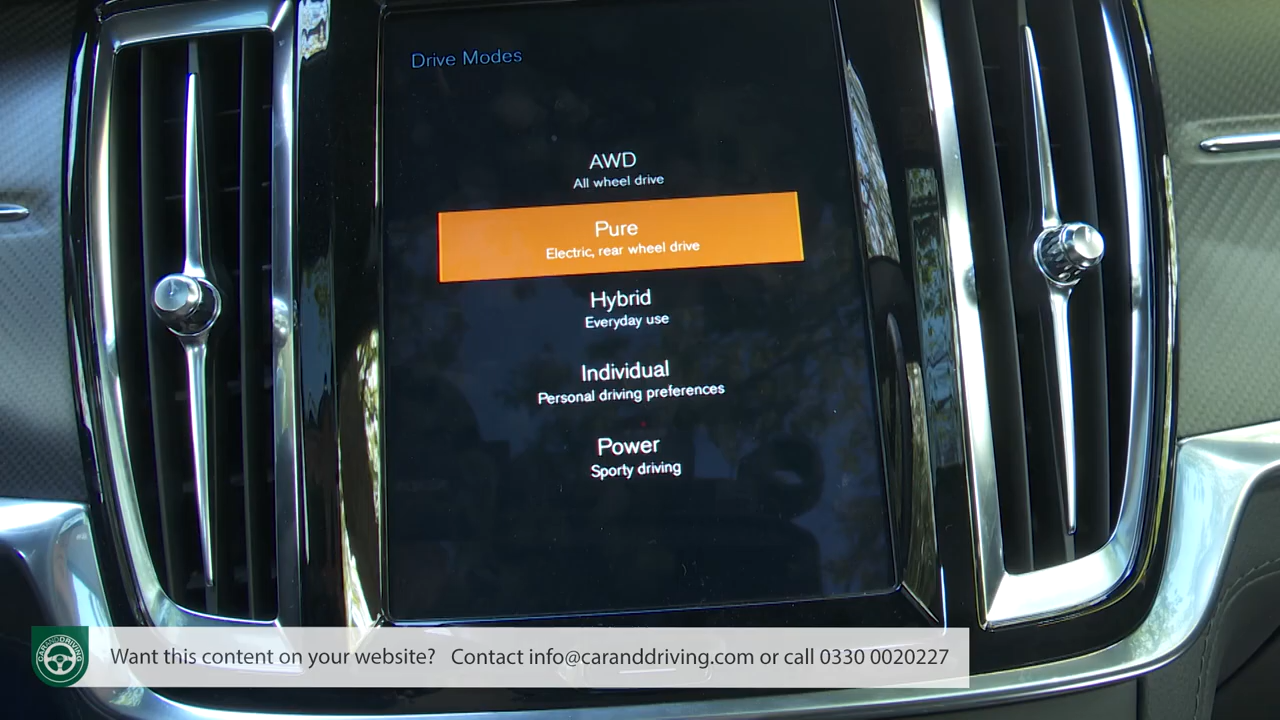 Drive Modes
AWD
All wheel drive
Pure
Electric, rear wheel drive
Hybrid
Everyday use
Individual
Personal driving preferences
Power
Sporty driving
CARANDDRIVING
Want this content on your website? Contact info@caranddriving.com or call 0330 0020227